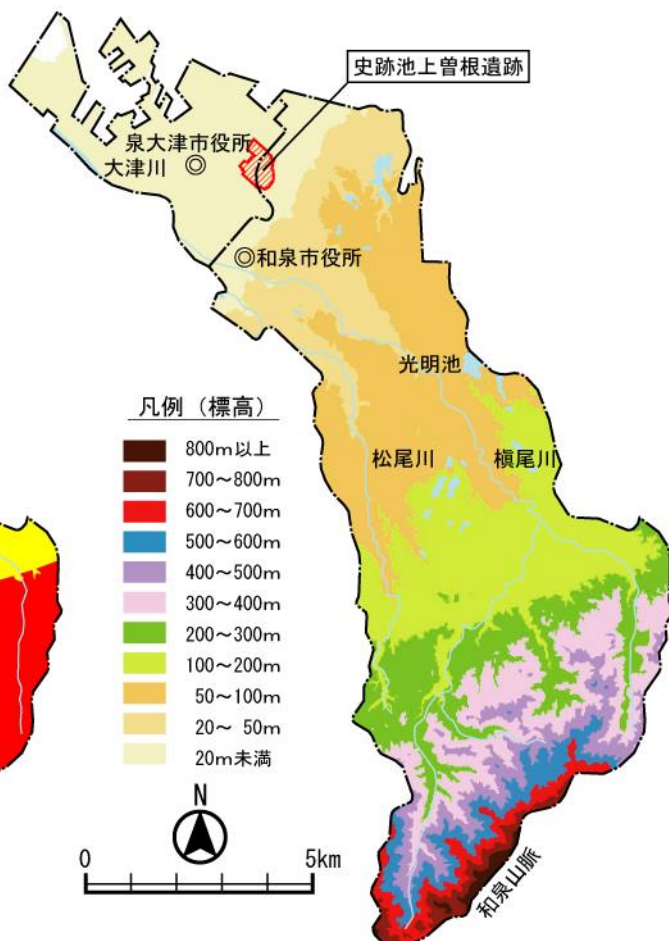 史跡池上曽根遺跡
泉大津市役所
大津川
和泉市役所
光明池
松尾川
槇尾川
凡例（標高）
800m以上
700～800m
600～700m
500～600m
400～500m
300～400m
200～300m
100～200m
50～100m
20～ 50m
20m未満
N
0 5km
和泉山脈